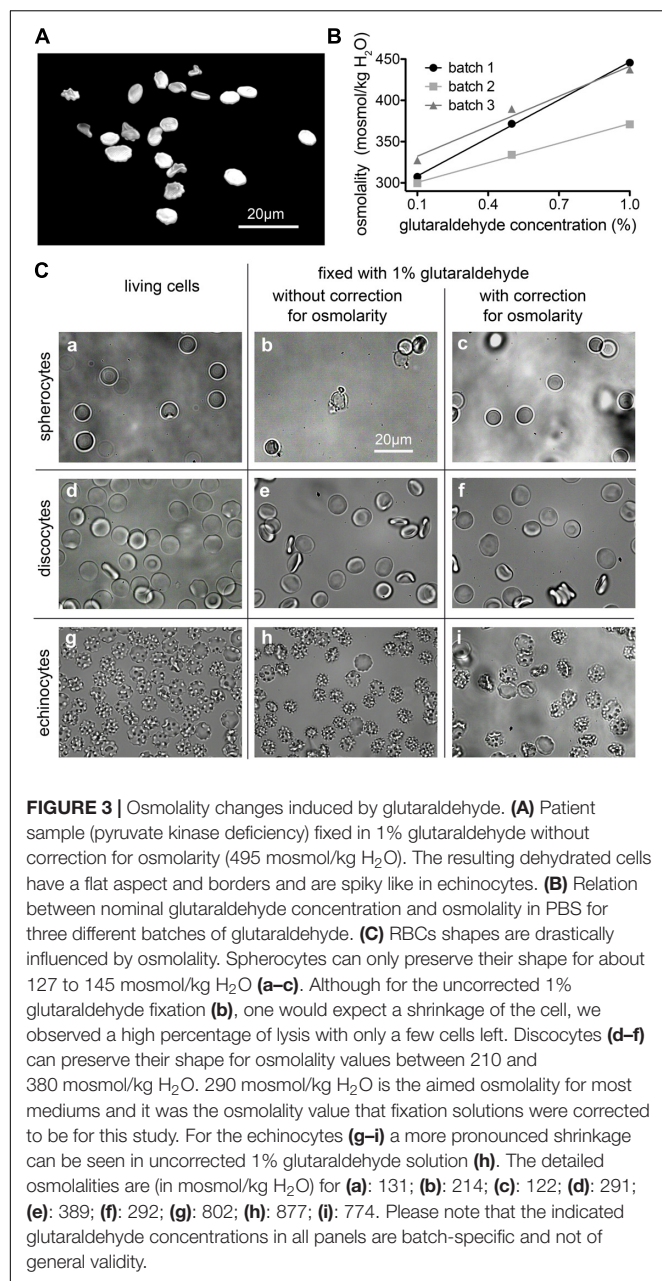 A
20μm
B
osmolality (mosmol/kg H2O)
450
400
350
300
batch 1
batch 2
batch 3
0.1
0.4
0.7
1.0
glutaraldehyde concentration (%)
C
living cells
fixed with 1% glutaraldehyde
without correction
for osmolarity
with correction
for osmolarity
spherocytes
a
b
20μm
c
discocytes
d
e
f
echinocytes
g
h
i
FIGURE 3 | Osmolality changes induced by glutaraldehyde. (A) Patient
sample (pyruvate kinase deficiency) fixed in 1% glutaraldehyde without
correction for osmolarity (495 mosmol/kg H2O). The resulting dehydrated cells
have a flat aspect and borders and are spiky like in echinocytes. (B) Relation
between nominal glutaraldehyde concentration and osmolality in PBS for
three different batches of glutaraldehyde. (C) RBCs shapes are drastically
influenced by osmolality. Spherocytes can only preserve their shape for about
127 to 145 mosmol/kg H2O (a–c). Although for the uncorrected 1%
glutaraldehyde fixation (b), one would expect a shrinkage of the cell, we
observed a high percentage of lysis with only a few cells left. Discocytes (d–f)
can preserve their shape for osmolality values between 210 and
380 mosmol/kg H2O. 290 mosmol/kg H2O is the aimed osmolality for most
mediums and it was the osmolality value that fixation solutions were corrected
to be for this study. For the echinocytes (g–i) a more pronounced shrinkage
can be seen in uncorrected 1% glutaraldehyde solution (h). The detailed
osmolalities are (in mosmol/kg H2O) for (a): 131; (b): 214; (c): 122; (d): 291;
(e): 389; (f): 292; (g): 802; (h): 877; (i): 774. Please note that the indicated
glutaraldehyde concentrations in all panels are batch-specific and not of
general validity.